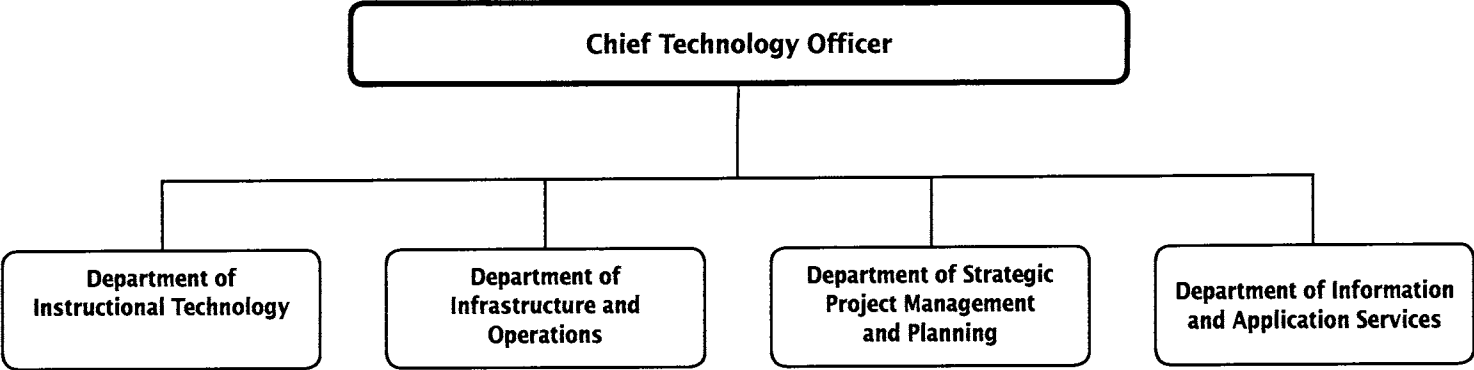 Chief Technology Officer
Department of
Instructional Technology
Department of
Infrastructure and
Operations
Department of Strategic
Project Management
and Planning
Department of Information
and Application Services